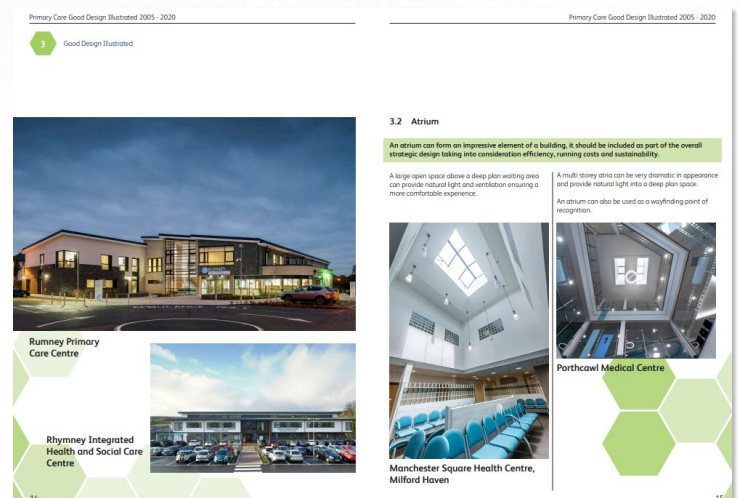 Primary Care Good Design Illustrated 2005 - 2020
3
Good Design Illustrated
Rumney Primary
Care Centre
Rhymney Integrated
Health and Social Care
Centre
Primary Care Good Design Illustrated 2005 - 2020
3.2 Atrium
An atrium can form an impressive element of a building, it should be included as part of the overall
strategic design taking into consideration efficiency, running costs and sustainability.
A large open space above a deep plan waiting area
can provide natural light and ventilation ensuring a
more comfortable experience.
A multi storey atria can be very dramatic in appearance
and provide natural light into a deep plan space.
An atrium can also be used as a wayfinding point of
recognition.
Porthcawl Medical Centre
Manchester Square Health Centre,
Milford Haven